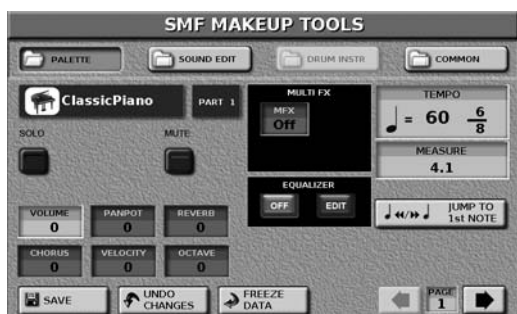 SMF MAKEUP TOOLS
PALETTE SOUND EDIT DRUM INSTR COMMON
ClassicPiano PART 1
SOLO MUTE
MULTI FX
MFX
Off
TEMPO
= 60 6/8
MEASURE
4.1
EQUALIZER
OFF EDIT
JUMP TO
1st NOTE
VOLUME PANPOT REVERB
0 0 0
CHORUS VELOCITY OCTAVE
0 0 0
SAVE
UNDO
CHANGES
FREEZE
DATA
PAGE
1